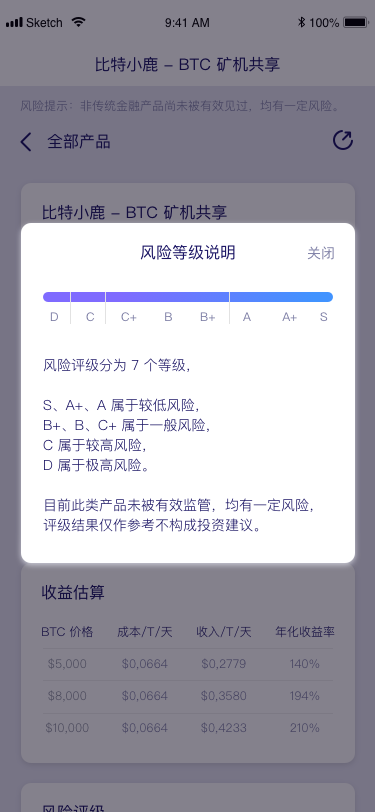 Sketch 9:41 AM 100%
比特小鹿 – BTC 矿机共享
风险提示：非传统金融产品尚未被有效见过，均有一定风险。
全部产品
比特小鹿 – BTC 矿机共享
风险等级说明 关闭
D C C+ B B+ A A+ S
风险评级分为 7 个等级，
S、A+、A 属于较低风险，
B+、B、C+ 属于一般风险，
C 属于较高风险，
D 属于极高风险。
目前此类产品未被有效监管，均有一定风险，
评级结果仅作参考不构成投资建议。
收益估算
BTC 价格 成本/T/天 收入/T/天 年化收益率
$5,000 $0,0664 $0,2779 140%
$8,000 $0,0664 $0,3580 194%
$10,000 $0,0664 $0,4233 210%
风险评级